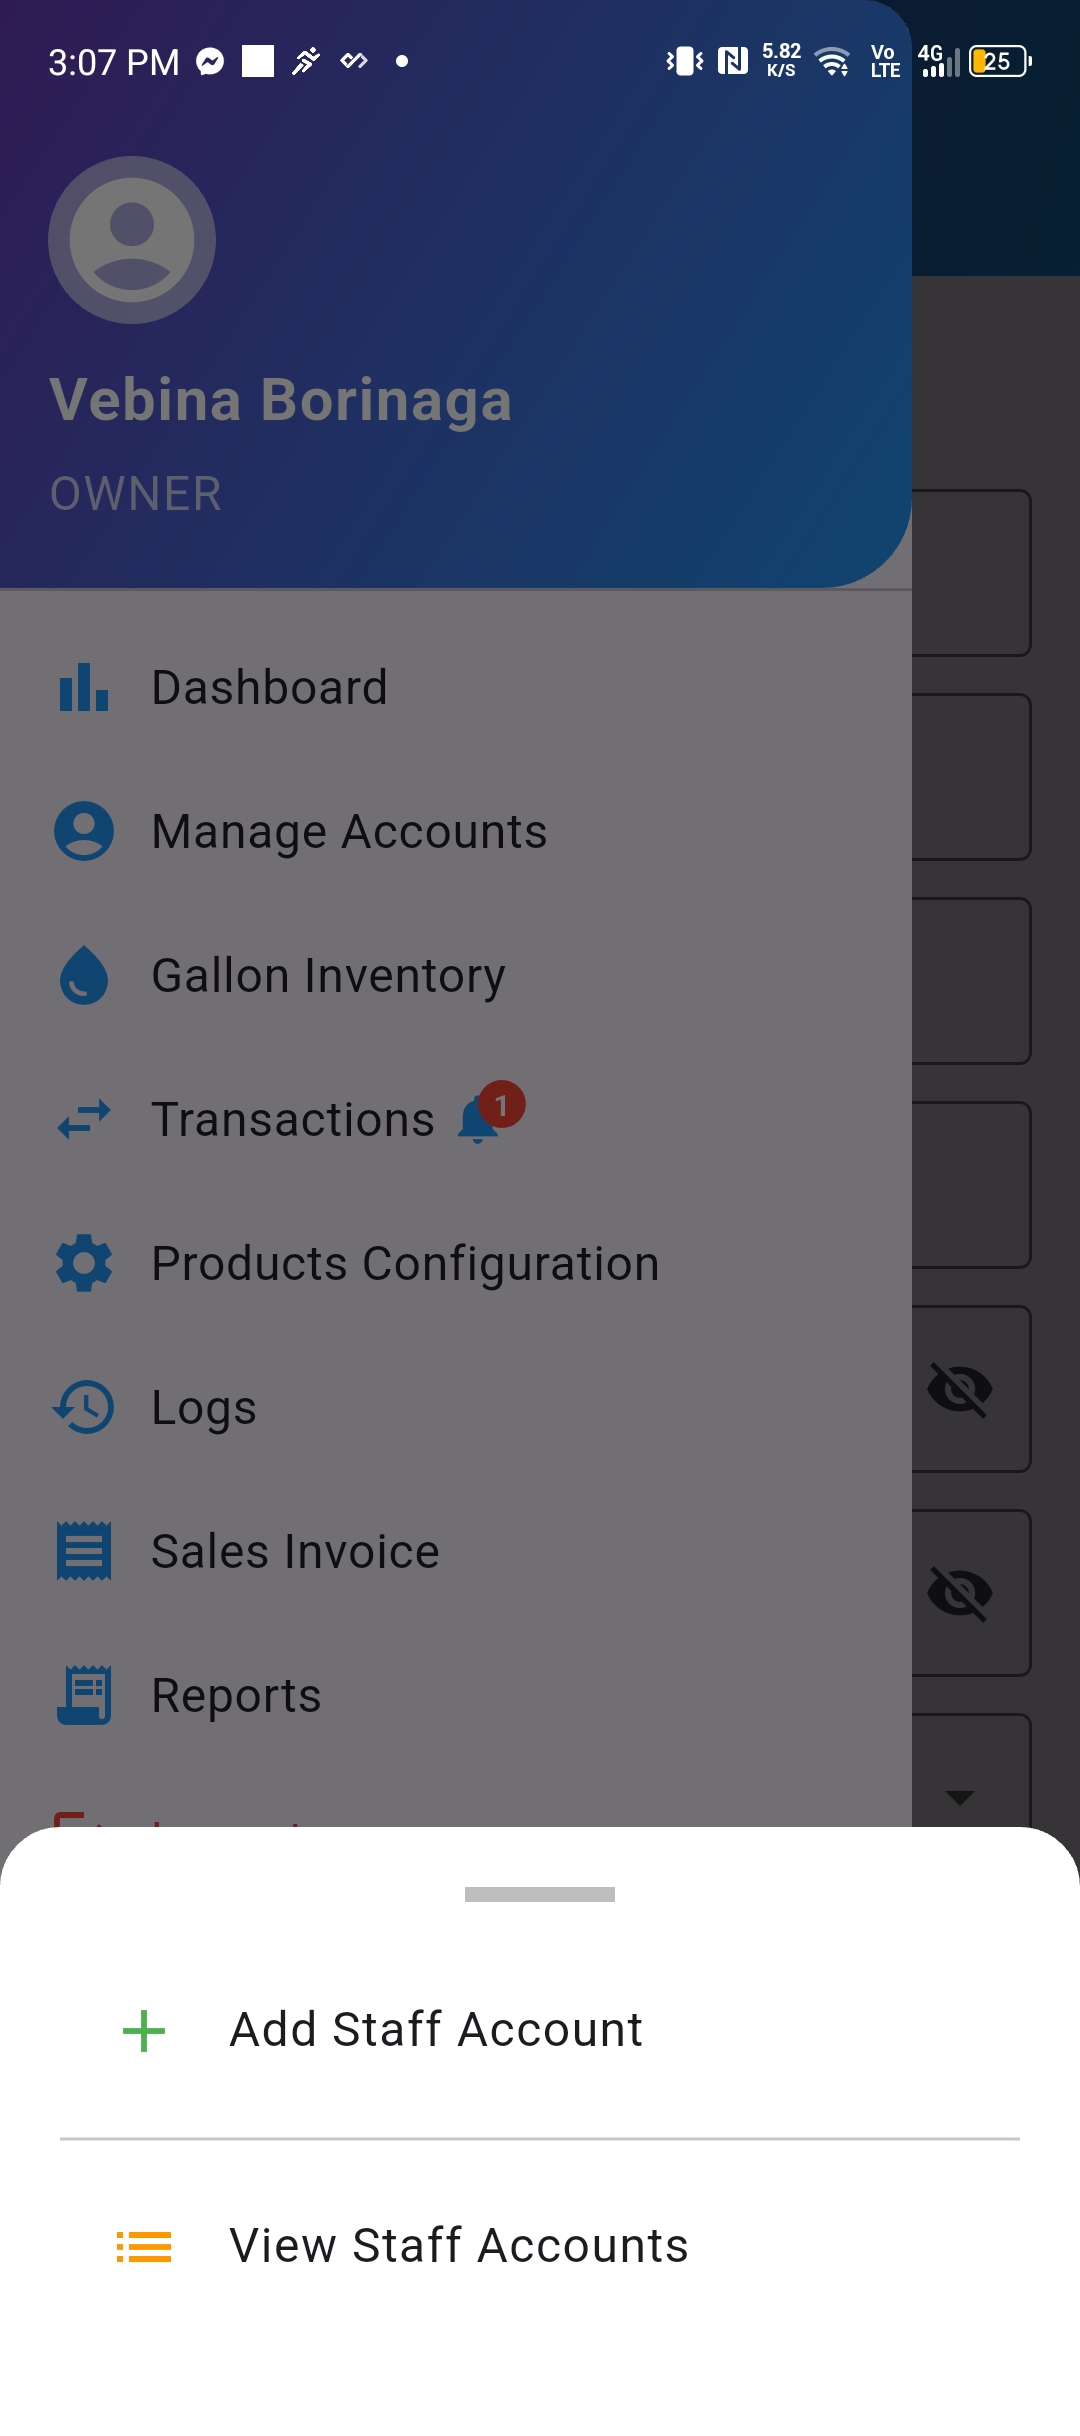 3:07 PM
5.82 K/S
Vo LTE
4G
25
Vebina Borinaga
OWNER
Dashboard
Manage Accounts
Gallon Inventory
Transactions 1
Products Configuration
Logs
Sales Invoice
Reports
Add Staff Account
View Staff Accounts